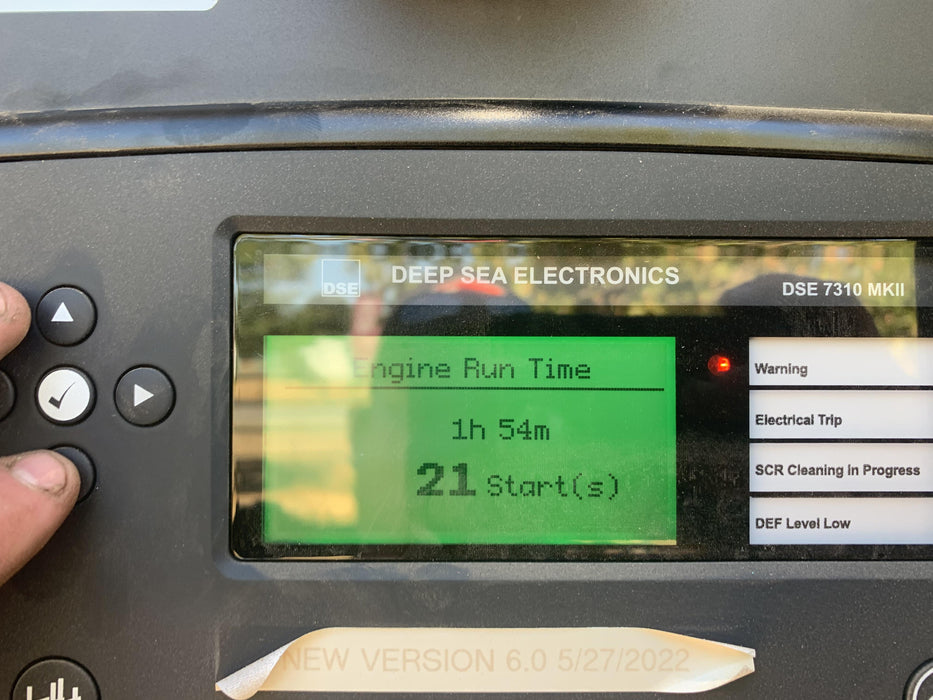 DSE
DEEP SEA ELECTRONICS
DSE 7310 MKII
Engine Run Time
1h 54m
21 Start(s)
Warning
Electrical Trip
SCR Cleaning in Progress
DEF Level Low
NEW VERSION 6.0 5/27/2022